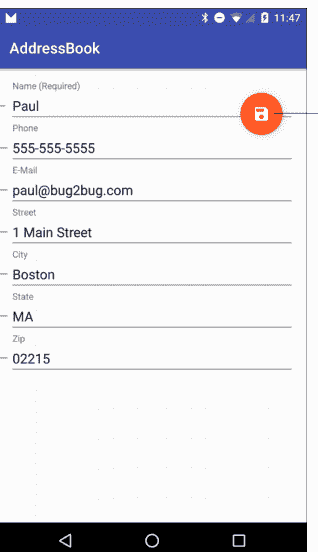 11:47
AddressBook
Name (Required)
Paul
Phone
555-555-5555
E-Mail
paul@bug2bug.com
Street
1 Main Street
City
Boston
State
MA
Zip
02215